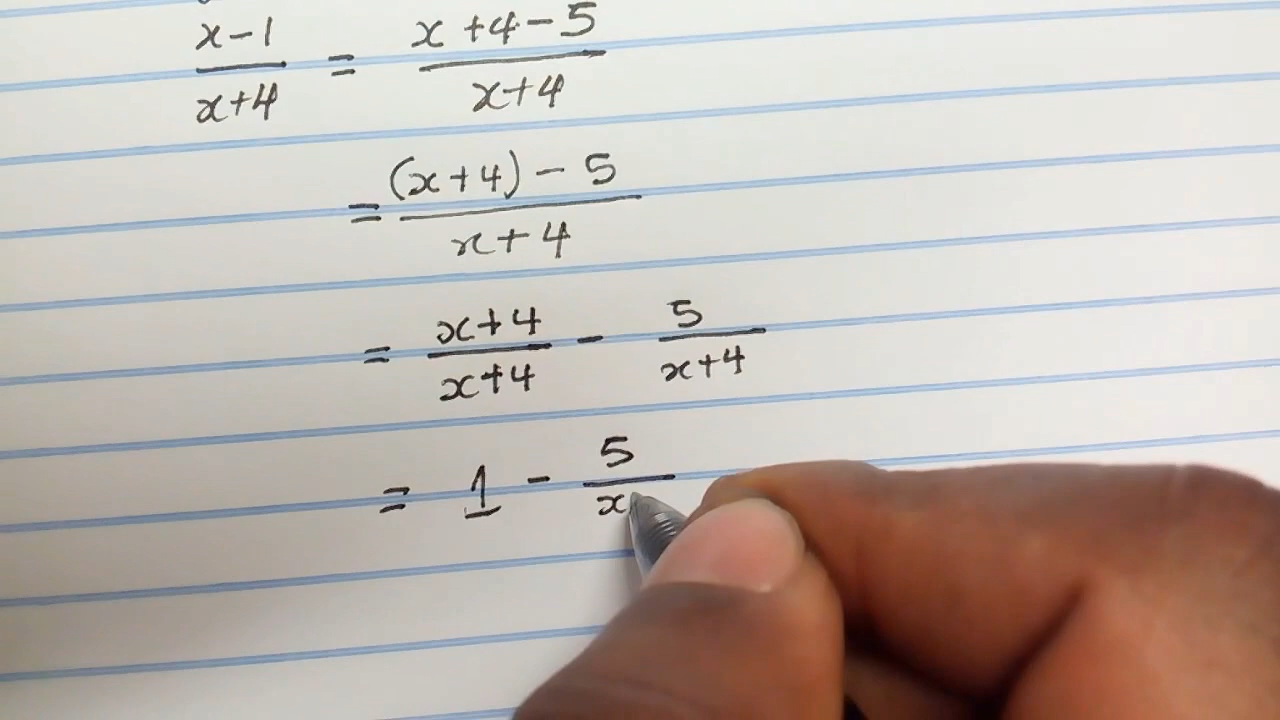 x-1/x+4 = x+4-5/x+4
= (x+4)-5/x+4
= x+4/x+4 - 5/x+4
= 1 - 5/x